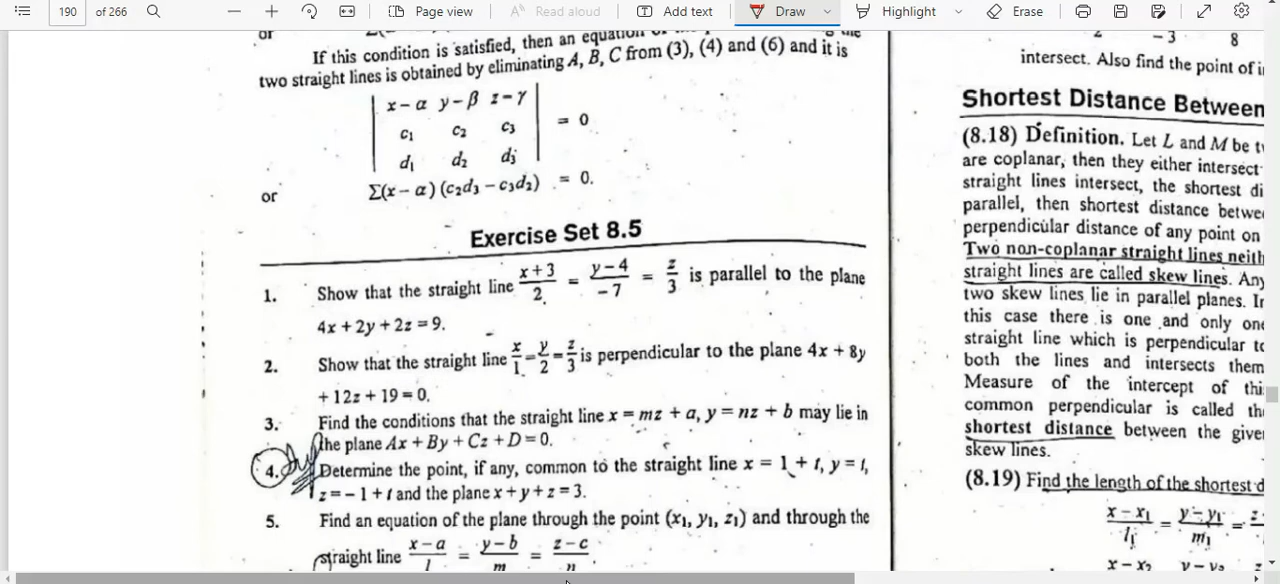 190 of 266 Page view Read aloud Add text Draw Highlight Erase
or
If this condition is satisfied, then an equation
two straight lines is obtained by eliminating A, B, C from (3), (4) and (6) and it is
| x − α y − β z − γ |
| c₁ c₂ c₃ | = 0
| d₁ d₂ d₃ |
or Σ(x − α) (c₂d₃ − c₃d₂) = 0.
Exercise Set 8.5
1. Show that the straight line (x + 3)/2 = (y − 4)/−7 = z/3 is parallel to the plane
4x + 2y + 2z = 9.
2. Show that the straight line x/1 = y/2 = z/3 is perpendicular to the plane 4x + 8y
+ 12z + 19 = 0.
3. Find the conditions that the straight line x = mz + a, y = nz + b may lie in
the plane Ax + By + Cz + D = 0.
4. Determine the point, if any, common to the straight line x = 1 + t, y = t,
z = − 1 + t and the plane x + y + z = 3.
5. Find an equation of the plane through the point (x₁, y₁, z₁) and through the
straight line (x − a)/l = (y − b)/m = (z − c)/n.
2 − 3 8
intersect. Also find the point of
Shortest Distance Between
(8.18) Definition. Let L and M be
are coplanar, then they either intersect
straight lines intersect, the shortest
parallel, then shortest distance
perpendicular distance of any point on
Two non-coplanar straight lines
straight lines are called skew lines.
two skew lines lie in parallel planes.
this case there is one and only
straight line which is perpendicular
both the lines and intersects them
Measure of the intercept of
common perpendicular is called
shortest distance between the
skew lines.
(8.19) Find the length of the shortest
(x − x₁)/l₁ = (y − y₁)/m₁ =
x − x₂